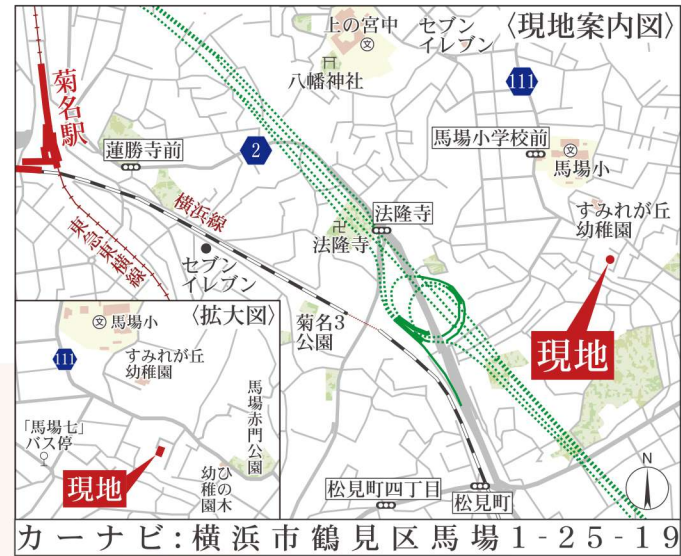 〈現地案内図〉
上の宮中
文
セブン
イレブン
八幡神社
111
菊名駅
蓮勝寺前
2
馬場小学校前
文
馬場小
横浜線
東急東横線
セブン
イレブン
法隆寺
法隆寺
すみれが丘
幼稚園
菊名3
公園
現地
〈拡大図〉
文
馬場小
111
すみれが丘
幼稚園
馬場赤門公園
「馬場七」
バス停
現地
ひの木
幼稚園
松見町四丁目
松見町
N
カーナビ:横浜市鶴見区馬場1-25-19